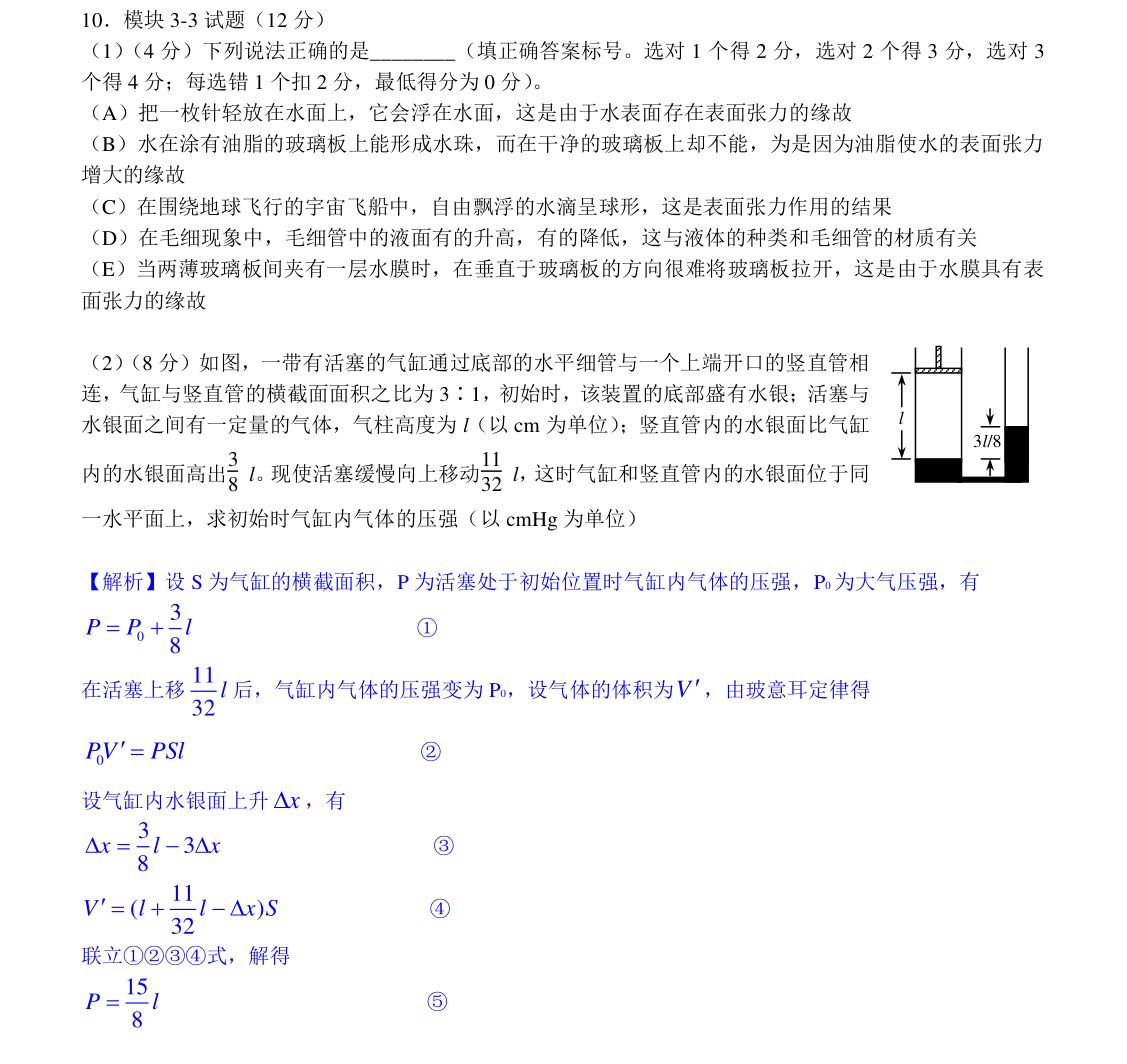 10．模块 3-3 试题（12 分）
（1）（4 分）下列说法正确的是________（填正确答案标号。选对 1 个得 2 分，选对 2 个得 3 分，选对 3
个得 4 分；每选错 1 个扣 2 分，最低得分为 0 分）。
（A）把一枚针轻放在水面上，它会浮在水面，这是由于水表面存在表面张力的缘故
（B）水在涂有油脂的玻璃板上能形成水珠，而在干净的玻璃板上却不能，为是因为油脂使水的表面张力
增大的缘故
（C）在围绕地球飞行的宇宙飞船中，自由飘浮的水滴呈球形，这是表面张力作用的结果
（D）在毛细现象中，毛细管中的液面有的升高，有的降低，这与液体的种类和毛细管的材质有关
（E）当两薄玻璃板间夹有一层水膜时，在垂直于玻璃板的方向很难将玻璃板拉开，这是由于水膜具有表
面张力的缘故
（2）（8 分）如图，一带有活塞的气缸通过底部的水平细管与一个上端开口的竖直管相
连，气缸与竖直管的横截面面积之比为 3∶1，初始时，该装置的底部盛有水银；活塞与
水银面之间有一定量的气体，气柱高度为 l（以 cm 为单位）；竖直管内的水银面比气缸
内的水银面高出3/8 l。现使活塞缓慢向上移动11/32 l，这时气缸和竖直管内的水银面位于同
一水平面上，求初始时气缸内气体的压强（以 cmHg 为单位）
l
3l/8
【解析】设 S 为气缸的横截面积，P 为活塞处于初始位置时气缸内气体的压强，P₀为大气压强，有
P = P₀ + 3/8 l ①
在活塞上移 11/32 l 后，气缸内气体的压强变为 P₀，设气体的体积为V′，由玻意耳定律得
P₀V′ = PSl ②
设气缸内水银面上升 Δx，有
Δx = 3/8 l − 3Δx ③
V′ = (l + 11/32 l − Δx)S ④
联立①②③④式，解得
P = 15/8 l ⑤